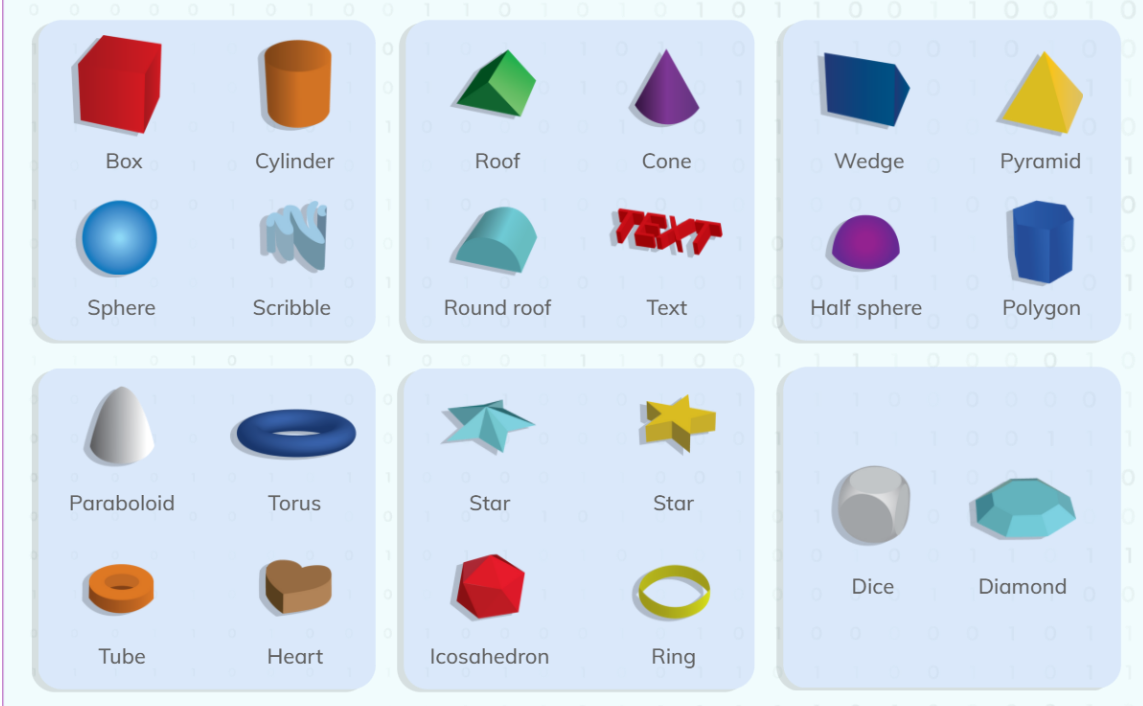 Box
Cylinder
Sphere
Scribble
Roof
Cone
Round roof
TEXT
Text
Wedge
Pyramid
Half sphere
Polygon
Paraboloid
Torus
Tube
Heart
Star
Star
Icosahedron
Ring
Dice
Diamond